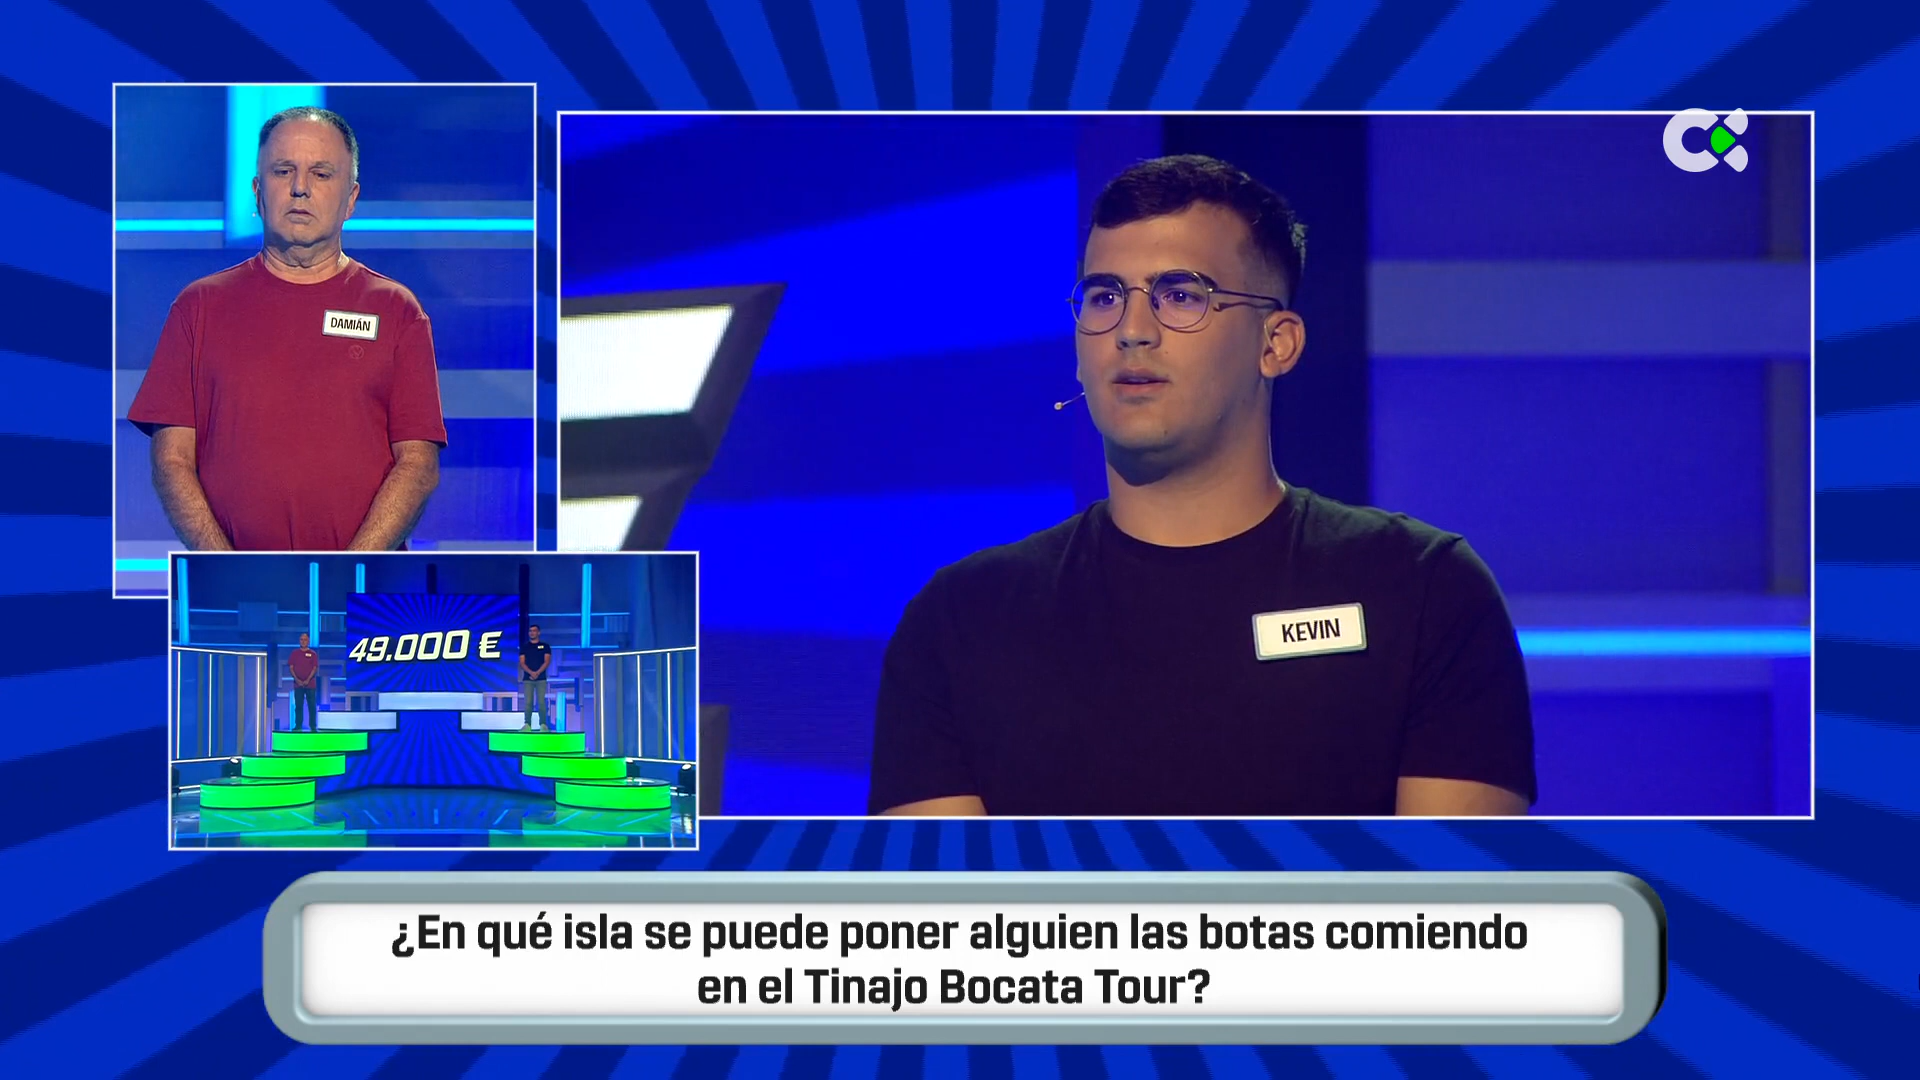 DAMIÁN
KEVIN
49.000 €
¿En qué isla se puede poner alguien las botas comiendo
en el Tinajo Bocata Tour?